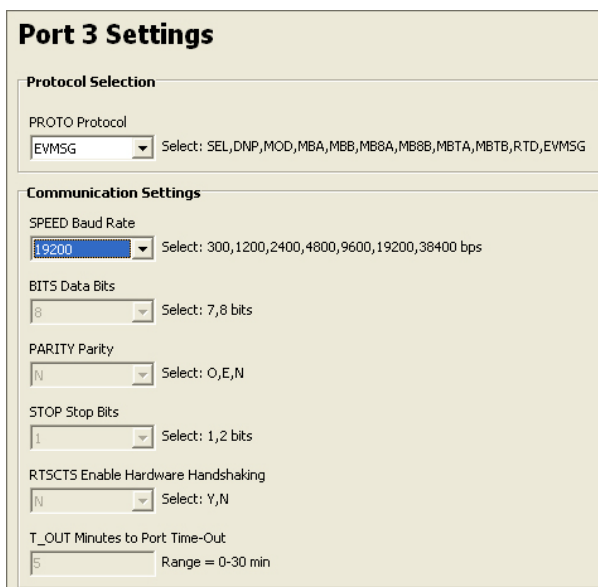 Port 3 Settings
Protocol Selection
PROTO Protocol
EVMSG Select: SEL,DNP,MOD,MBA,MBB,MB8A,MB8B,MBTA,MBTB,RTD,EVMSG
Communication Settings
SPEED Baud Rate
19200 Select: 300,1200,2400,4800,9600,19200,38400 bps
BITS Data Bits
8 Select: 7,8 bits
PARITY Parity
N Select: O,E,N
STOP Stop Bits
1 Select: 1,2 bits
RTSCTS Enable Hardware Handshaking
N Select: Y,N
T_OUT Minutes to Port Time-Out
5 Range = 0-30 min